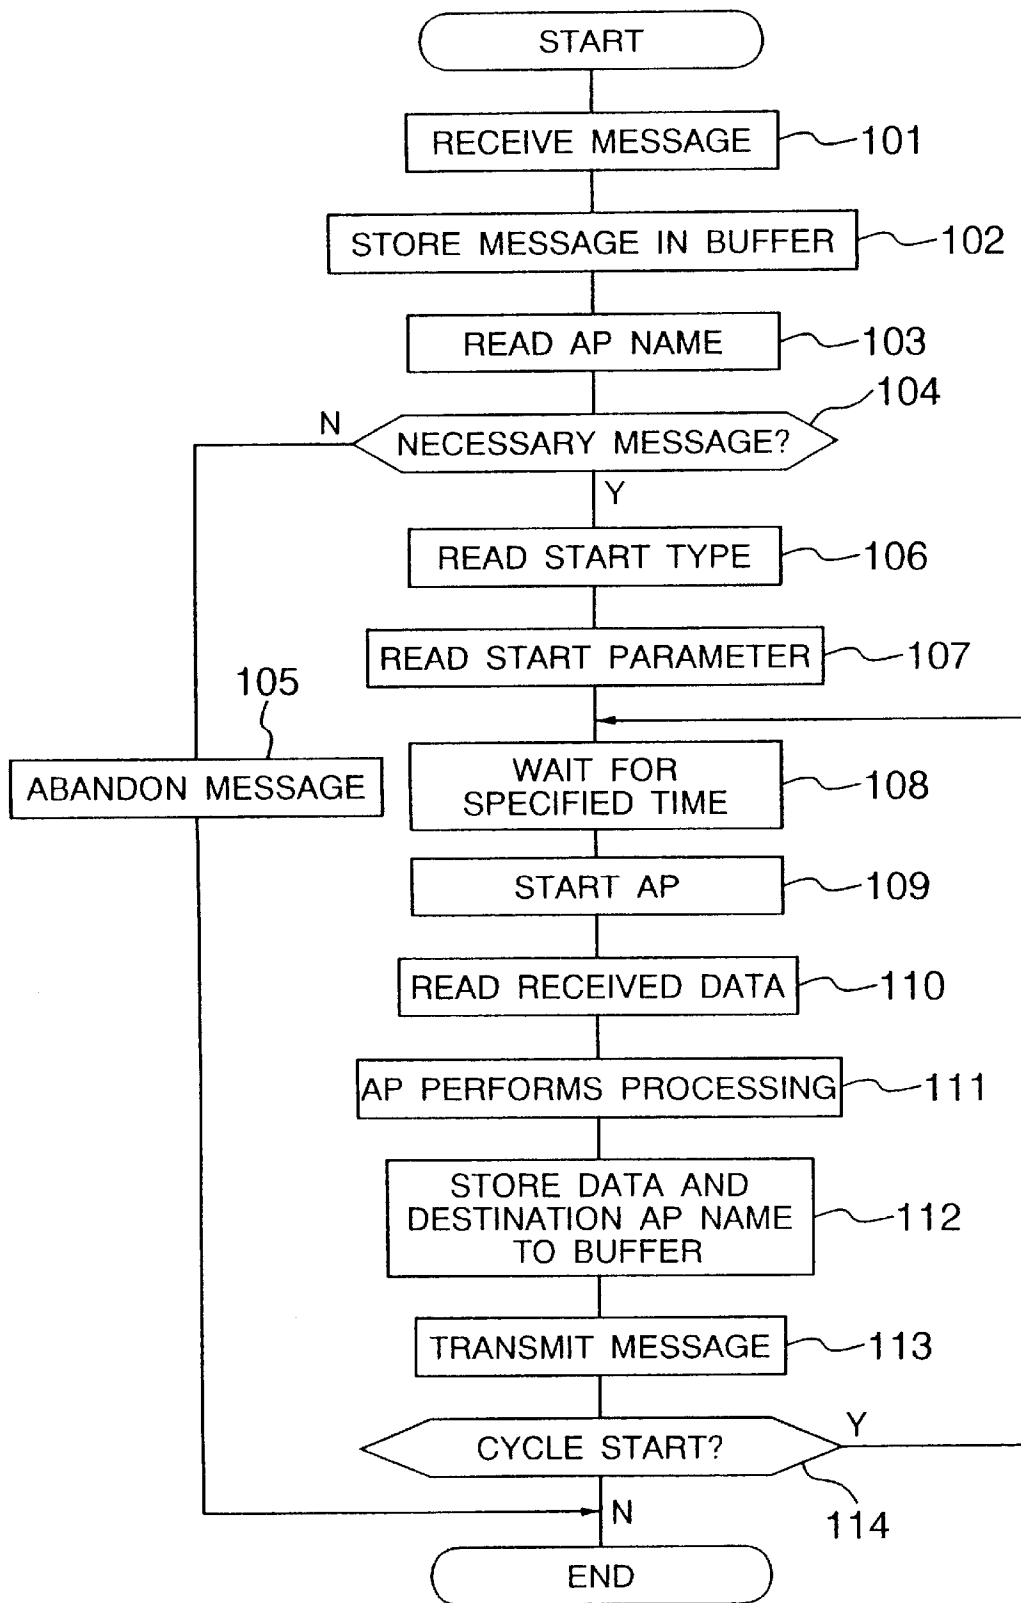 START
RECEIVE MESSAGE
101
STORE MESSAGE IN BUFFER
102
READ AP NAME
103
104
N
NECESSARY MESSAGE?
Y
READ START TYPE
106
READ START PARAMETER
107
105
ABANDON MESSAGE
WAIT FOR
SPECIFIED TIME
108
START AP
109
READ RECEIVED DATA
110
AP PERFORMS PROCESSING
111
STORE DATA AND
DESTINATION AP NAME
TO BUFFER
112
TRANSMIT MESSAGE
113
CYCLE START?
Y
N
114
END